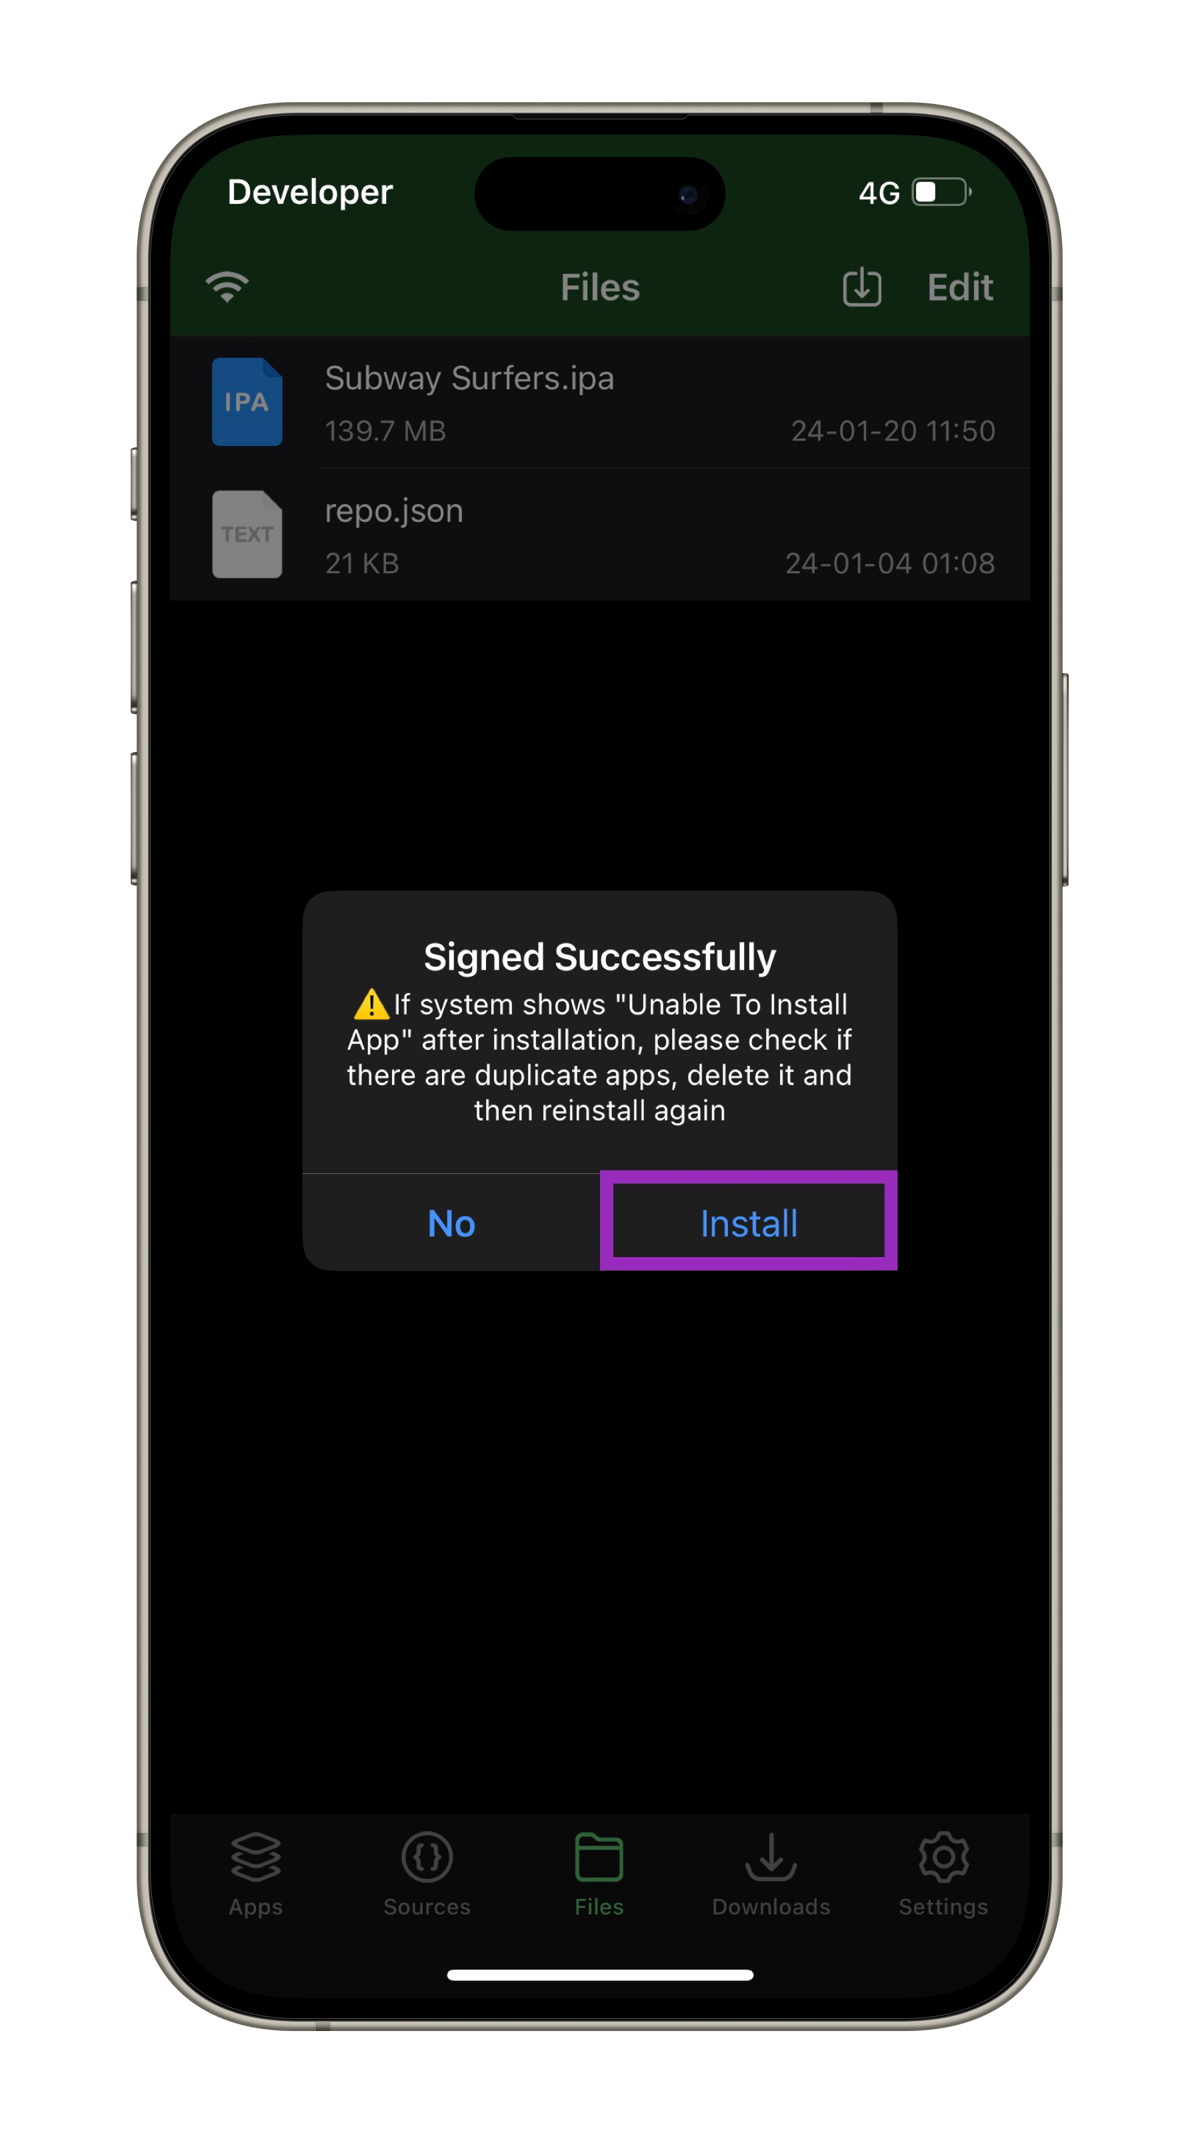 Developer
4G
Files
Edit
IPA
Subway Surfers.ipa
139.7 MB
24-01-20 11:50
TEXT
repo.json
21 KB
24-01-04 01:08
Signed Successfully
⚠️If system shows "Unable To Install
App" after installation, please check if
there are duplicate apps, delete it and
then reinstall again
No
Install
Apps
Sources
Files
Downloads
Settings